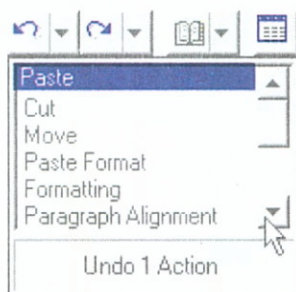 Paste
Cut
Move
Paste Format
Formatting
Paragraph Alignment
Undo 1 Action